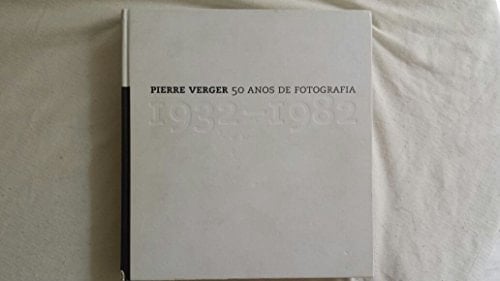 PIERRE VERGER 50 ANOS DE FOTOGRAFIA
1932–1982